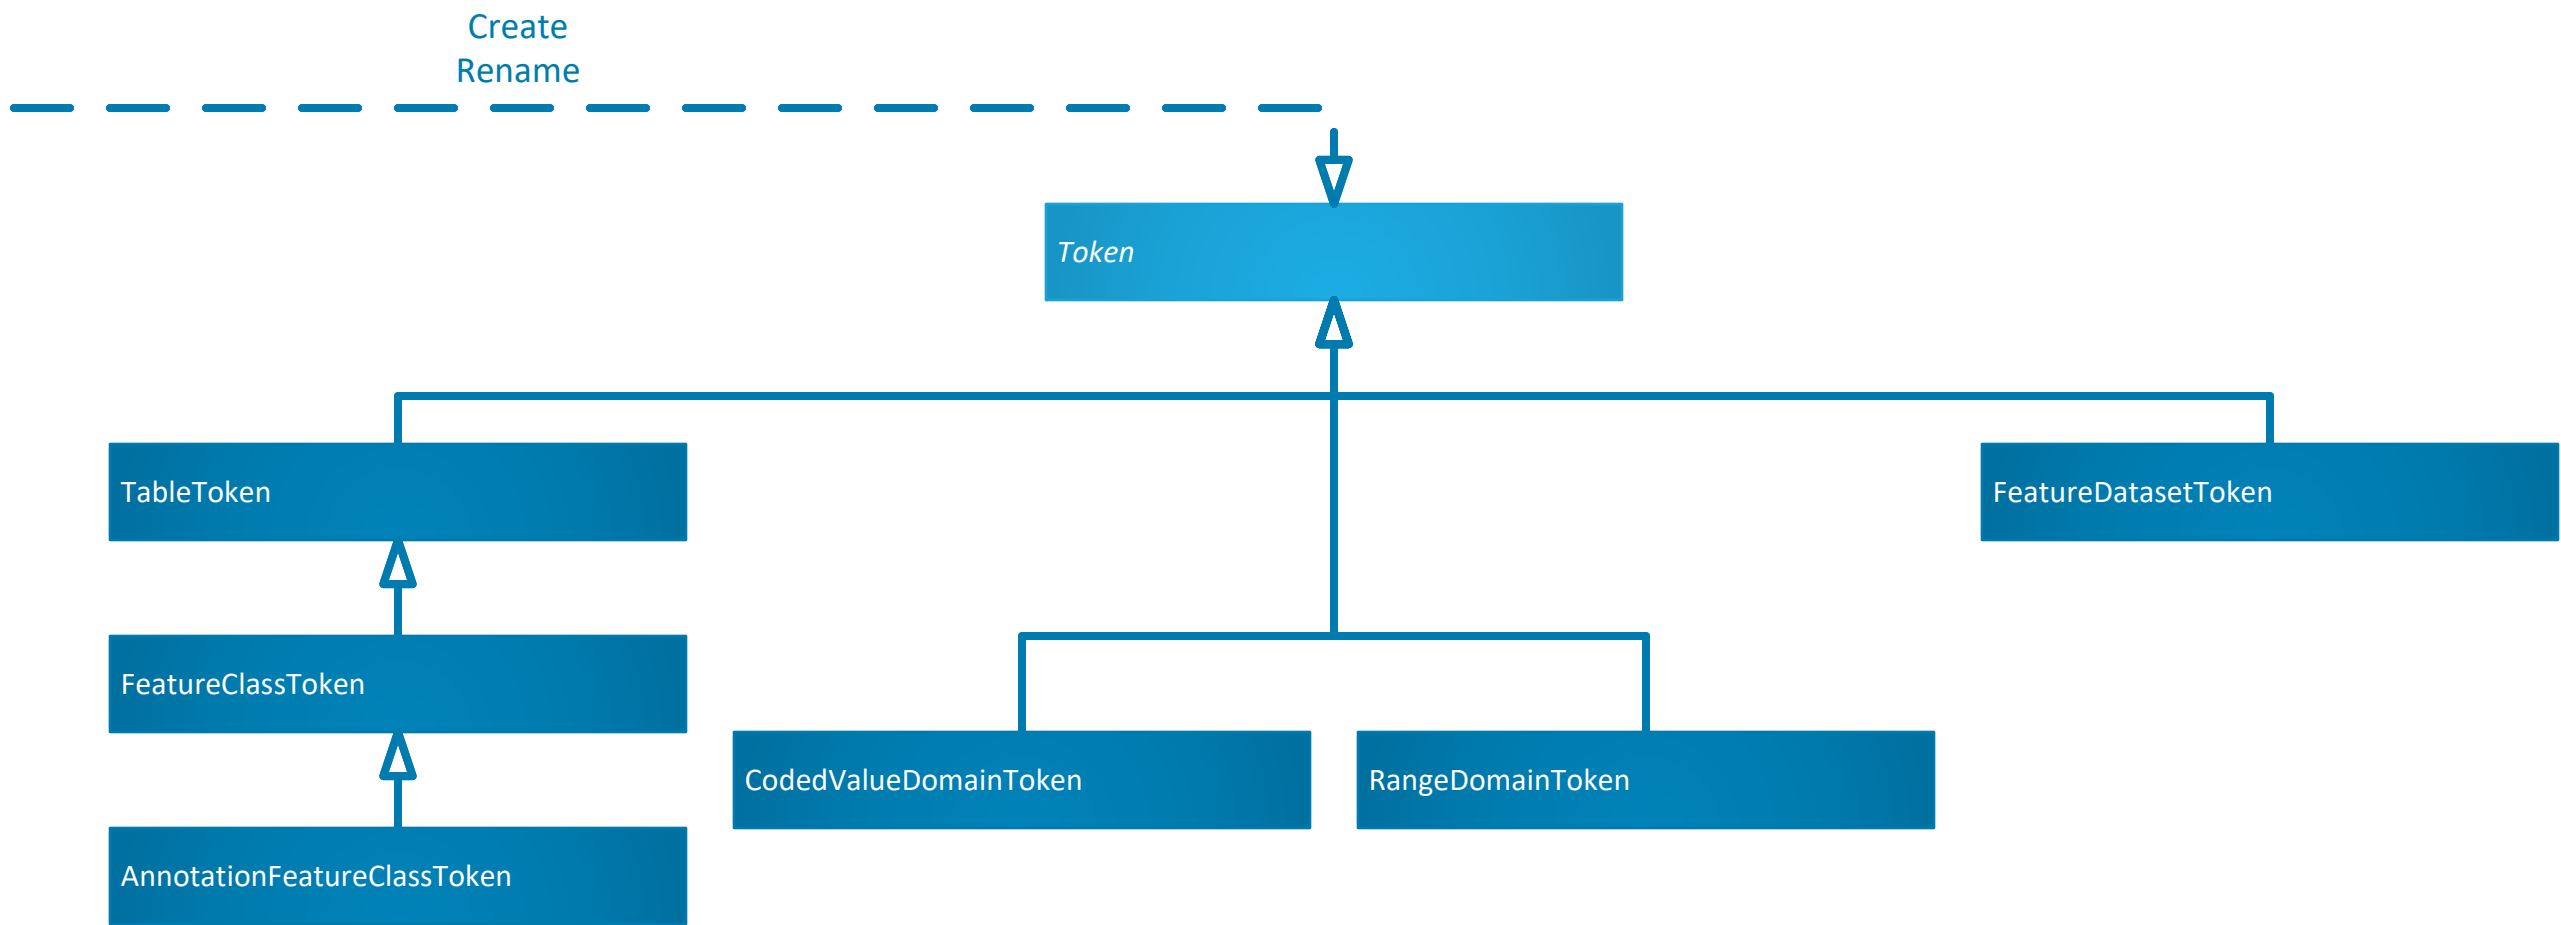 Create
Rename
Token
TableToken
FeatureDatasetToken
FeatureClassToken
CodedValueDomainToken
RangeDomainToken
AnnotationFeatureClassToken